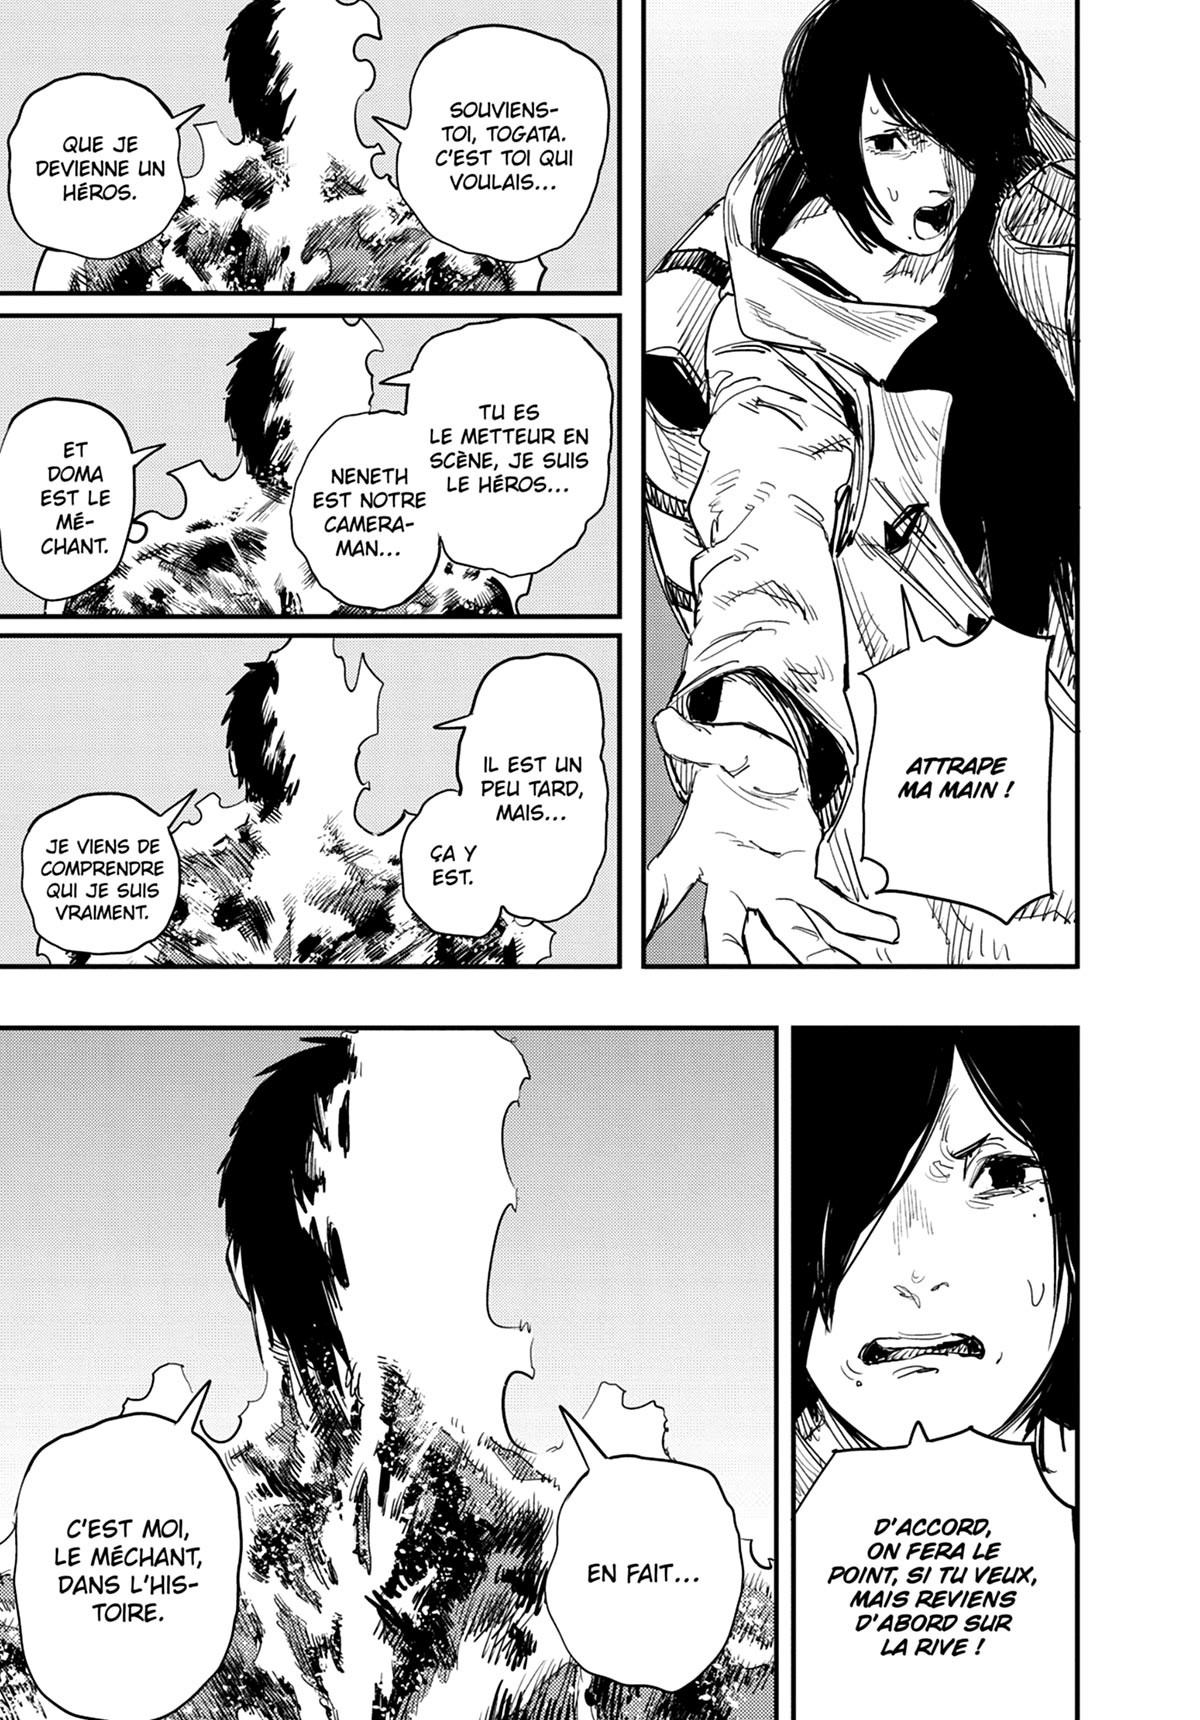 ATTRAPE
MA MAIN !
SOUVIENS-
TOI, TOGATA.
C'EST TOI QUI
VOULAIS...
QUE JE
DEVIENNE UN
HÉROS.
TU ES
LE METTEUR EN
SCÈNE, JE SUIS
LE HÉROS...
NENETH
EST NOTRE
CAMERA-
MAN...
ET
DOMA
EST LE
MÉ-
CHANT.
IL EST UN
PEU TARD,
MAIS...
ÇA Y
EST.
JE VIENS DE
COMPRENDRE
QUI JE SUIS
VRAIMENT.
D'ACCORD,
ON FERA LE
POINT, SI TU VEUX,
MAIS REVIENS
D'ABORD SUR
LA RIVE !
EN FAIT...
C'EST MOI,
LE MÉCHANT,
DANS L'HIS-
TOIRE.